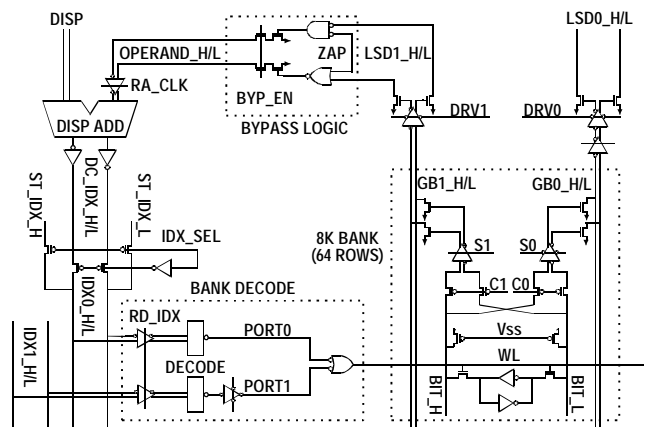 DISP
LSD0_H/L
OPERAND_H/L
ZAP
LSD1_H/L
RA_CLK
BYP_EN
DISP ADD
BYPASS LOGIC
DRV1
DRV0
ST_IDX_H
DC_IDX_H/L
ST_IDX_L
GB1_H/L
GB0_H/L
IDX_SEL
8K BANK
(64 ROWS)
S1
S0
C1
C0
BANK DECODE
IDX0_H/L
RD_IDX
IDX1_H/L
PORT0
Vss
DECODE
WL
PORT1
BIT_H
BIT_L